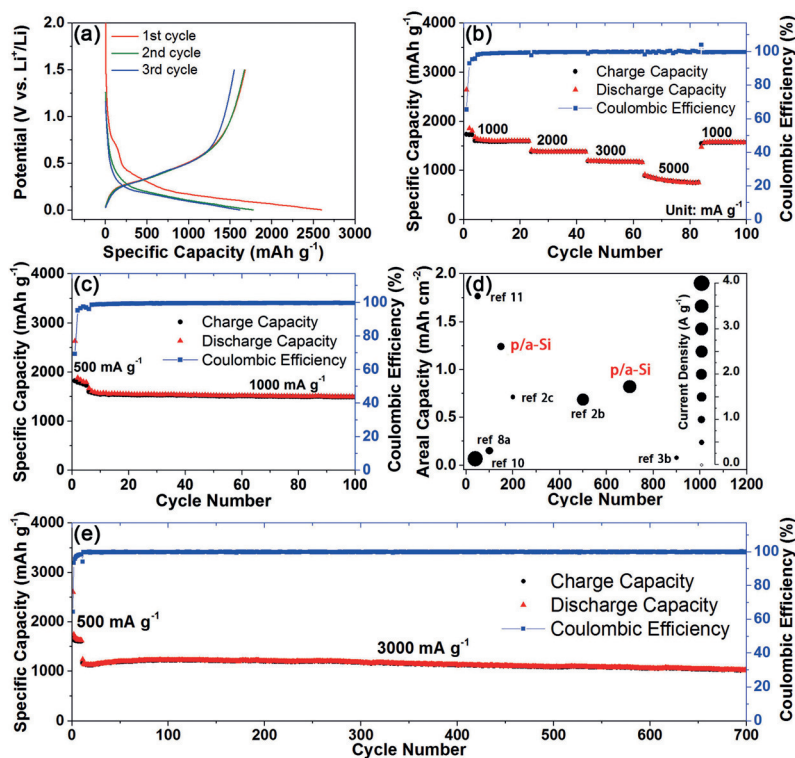 (a)
1st cycle
2nd cycle
3rd cycle
Potential (V vs. Li⁺/Li)
2.0
1.5
1.0
0.5
0.0
0 500 1000 1500 2000 2500 3000
Specific Capacity (mAh g⁻¹)
(b)
Specific Capacity (mAh g⁻¹)
4000
3000
2000
1000
0
Charge Capacity
Discharge Capacity
Coulombic Efficiency
1000
2000
3000
5000
1000
Unit: mA g⁻¹
0 20 40 60 80 100
Cycle Number
100
80
60
40
20
0
Coulombic Efficiency (%)
(c)
Specific Capacity (mAh g⁻¹)
4000
3000
2000
1000
0
Charge Capacity
Discharge Capacity
Coulombic Efficiency
500 mA g⁻¹
1000 mA g⁻¹
0 20 40 60 80 100
Cycle Number
100
80
60
40
20
0
Coulombic Efficiency (%)
(d)
Areal Capacity (mAh cm⁻²)
2.0
1.5
1.0
0.5
0.0
ref 11
p/a-Si
p/a-Si
ref 2c
ref 2b
ref 8a
ref 10
ref 3b
Current Density (A g⁻¹)
4.0
3.0
2.0
1.0
0.0
0 200 400 600 800 1000 1200
Cycle Number
(e)
Specific Capacity (mAh g⁻¹)
4000
3000
2000
1000
0
500 mA g⁻¹
3000 mA g⁻¹
Charge Capacity
Discharge Capacity
Coulombic Efficiency
0 100 200 300 400 500 600 700
Cycle Number
100
90
80
70
60
50
40
30
20
10
0
Coulombic Efficiency (%)